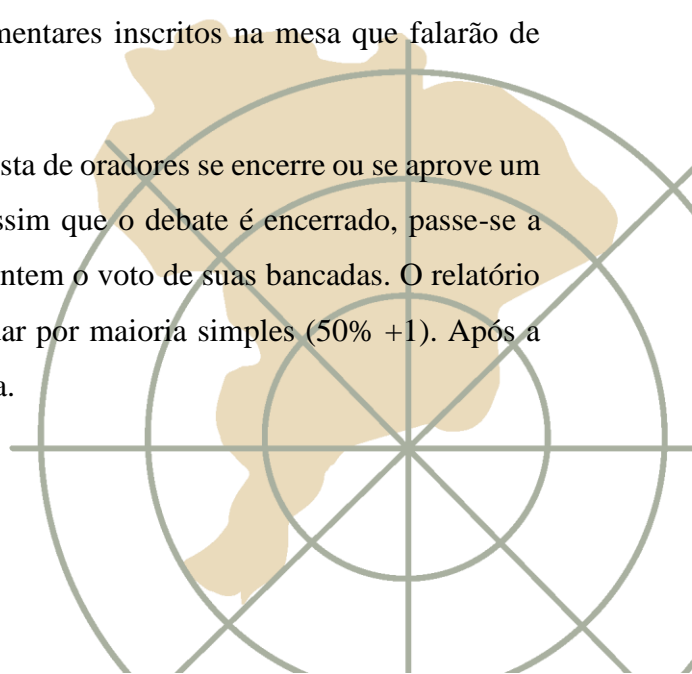 mentares inscritos na mesa que falarão de
sta de oradores se encerre ou se aprove um
ssim que o debate é encerrado, passe-se a
ntem o voto de suas bancadas. O relatório
ar por maioria simples (50% +1). Após a
a.